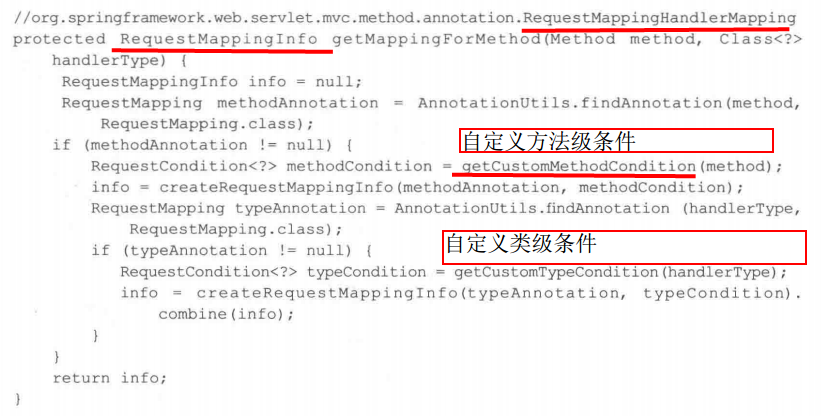 //org.springframework.web.servlet.mvc.method.annotation.RequestMappingHandlerMapping
protected RequestMappingInfo getMappingForMethod(Method method, Class<?>
handlerType) {
RequestMappingInfo info = null;
RequestMapping methodAnnotation = AnnotationUtils.findAnnotation(method,
RequestMapping.class);
if (methodAnnotation != null) {
自定义方法级条件
RequestCondition<?> methodCondition = getCustomMethodCondition(method);
info = createRequestMappingInfo(methodAnnotation, methodCondition);
RequestMapping typeAnnotation = AnnotationUtils.findAnnotation (handlerType,
RequestMapping.class);
if (typeAnnotation != null) {
自定义类级条件
RequestCondition<?> typeCondition = getCustomTypeCondition(handlerType);
info = createRequestMappingInfo(typeAnnotation, typeCondition).
combine(info);
}
}
return info;
}